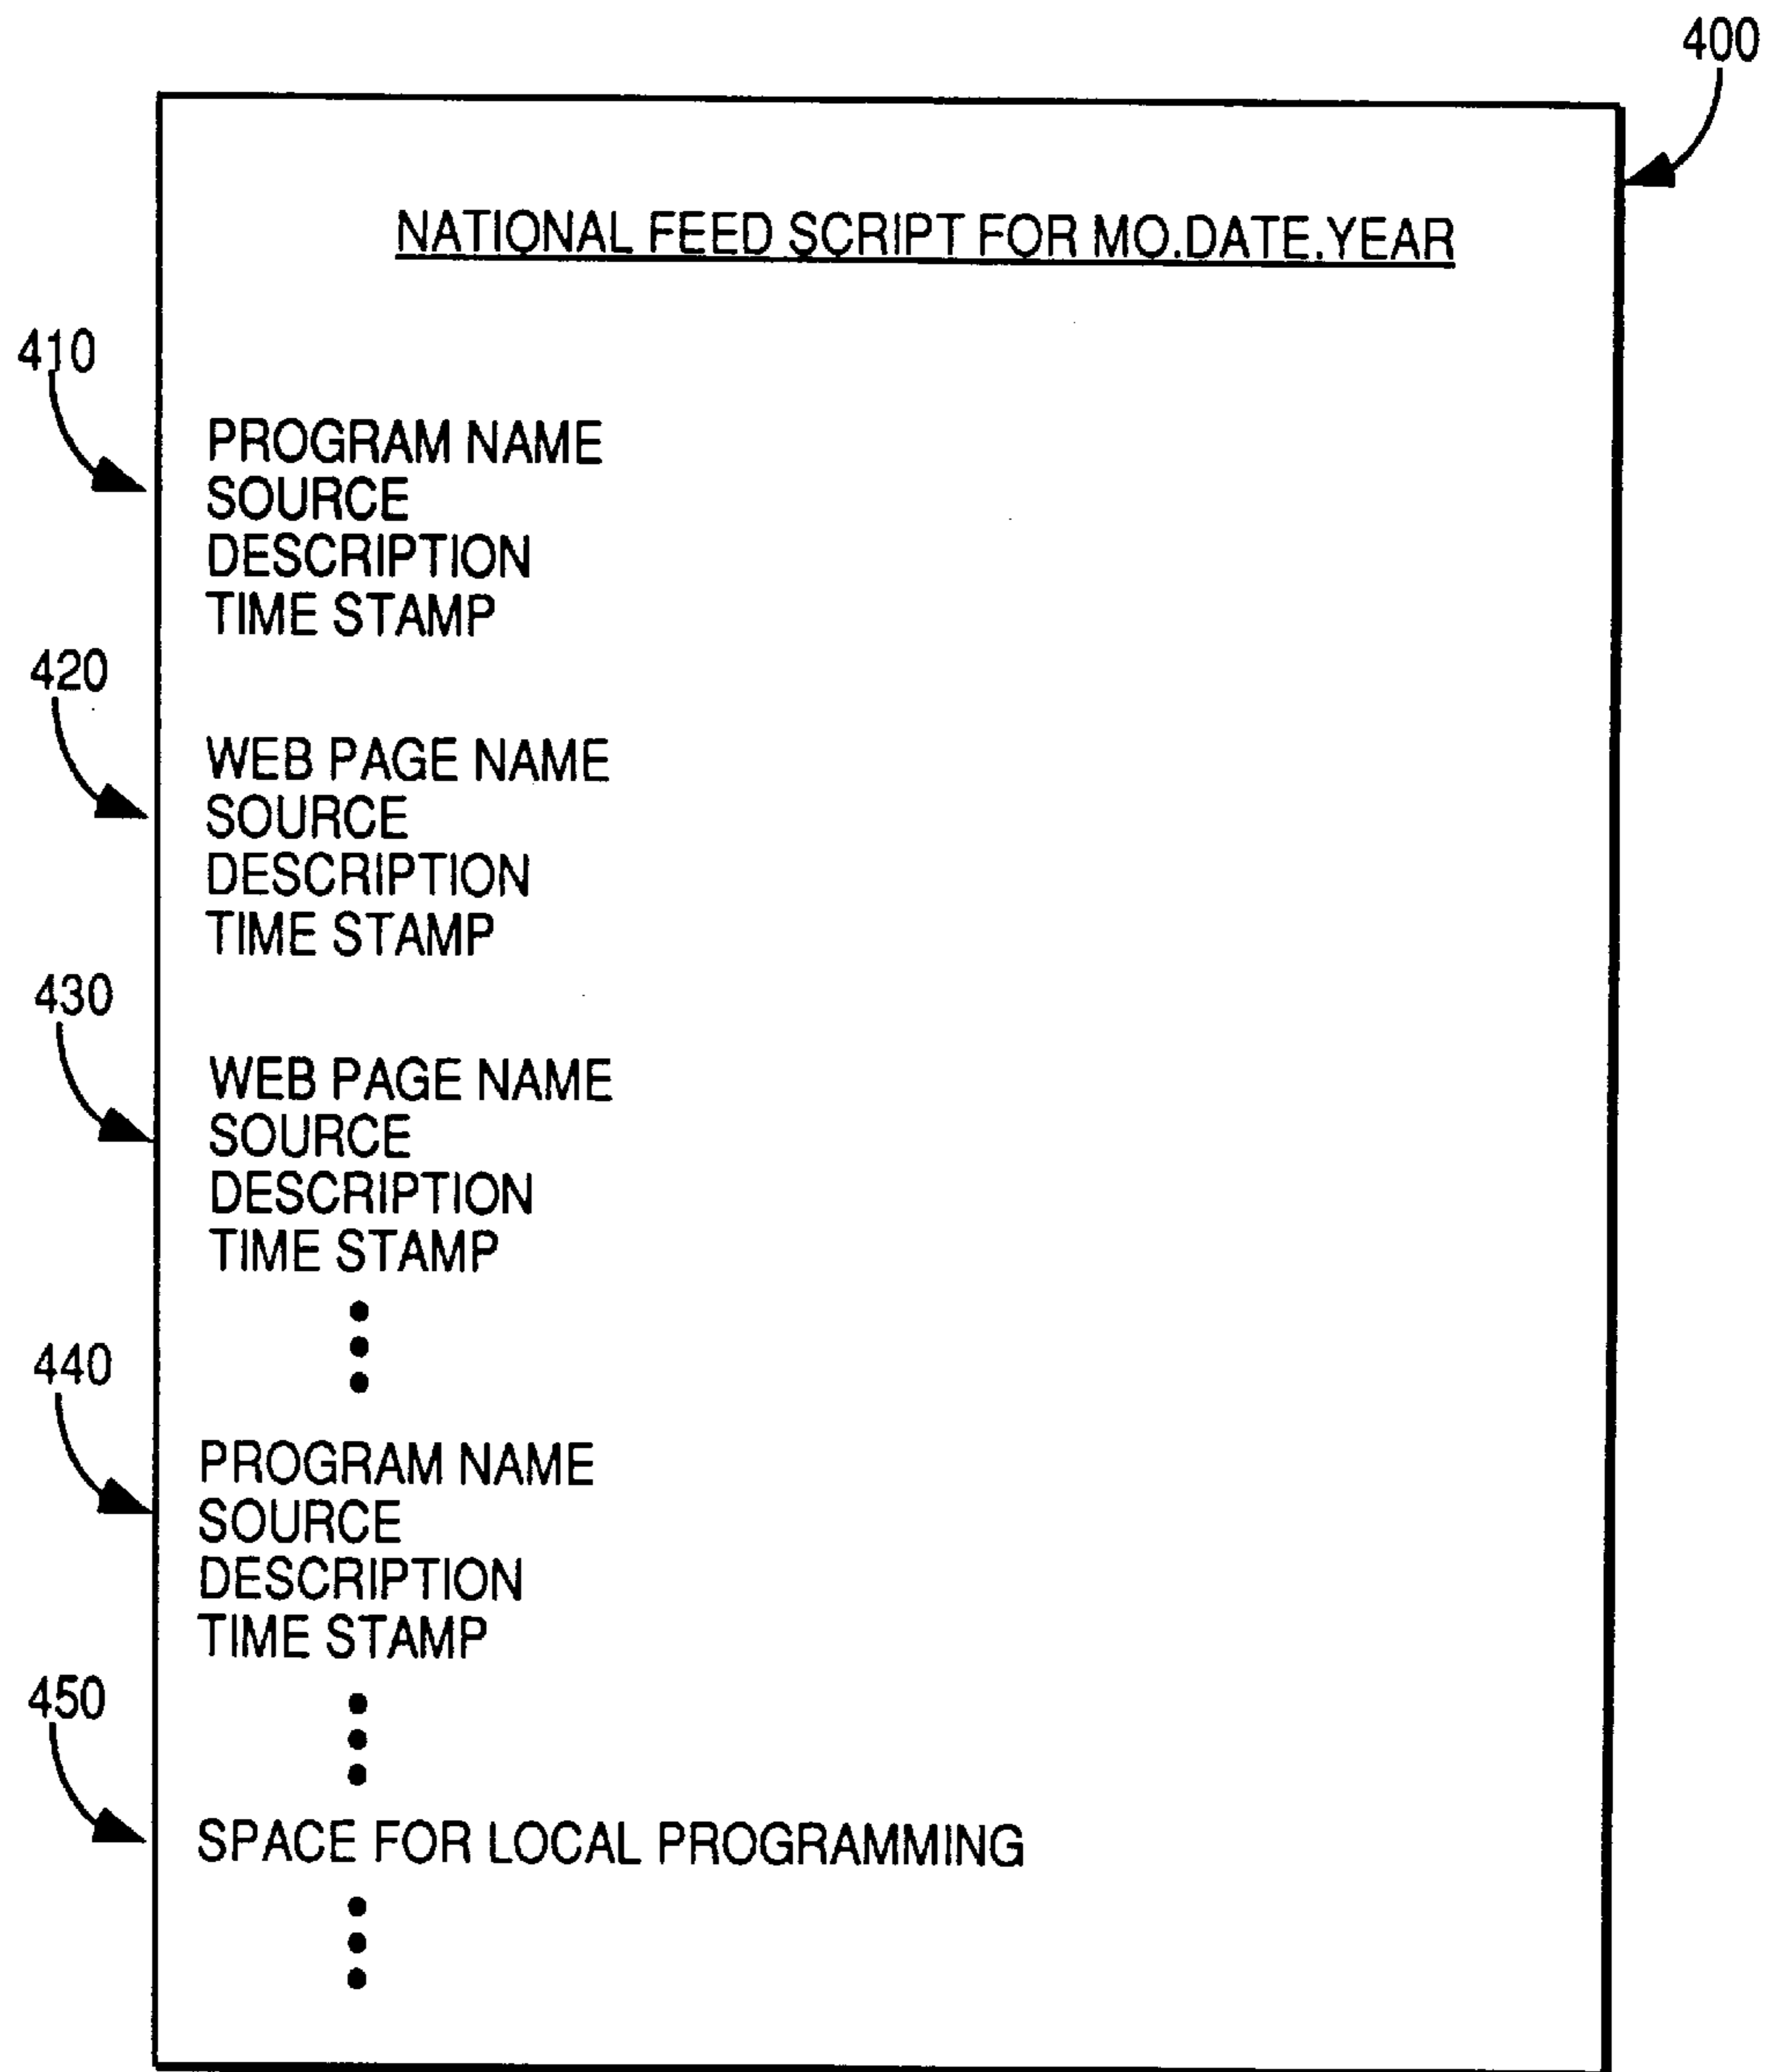 400
NATIONAL FEED SCRIPT FOR MO.DATE.YEAR
410
PROGRAM NAME
SOURCE
DESCRIPTION
TIME STAMP
420
WEB PAGE NAME
SOURCE
DESCRIPTION
TIME STAMP
430
WEB PAGE NAME
SOURCE
DESCRIPTION
TIME STAMP
440
PROGRAM NAME
SOURCE
DESCRIPTION
TIME STAMP
450
SPACE FOR LOCAL PROGRAMMING